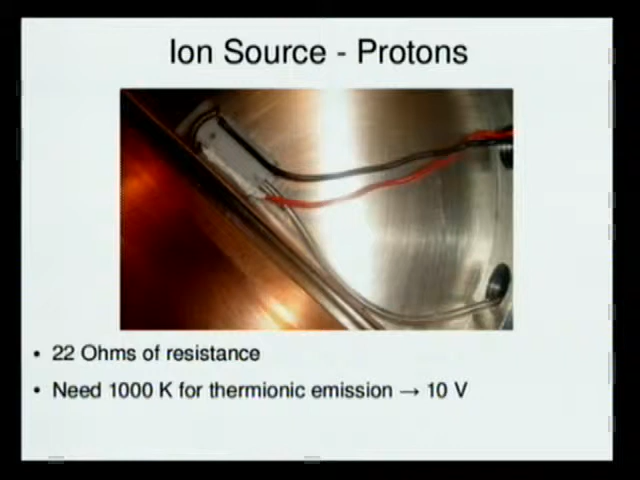 Ion Source - Protons
• 22 Ohms of resistance
• Need 1000 K for thermionic emission → 10 V